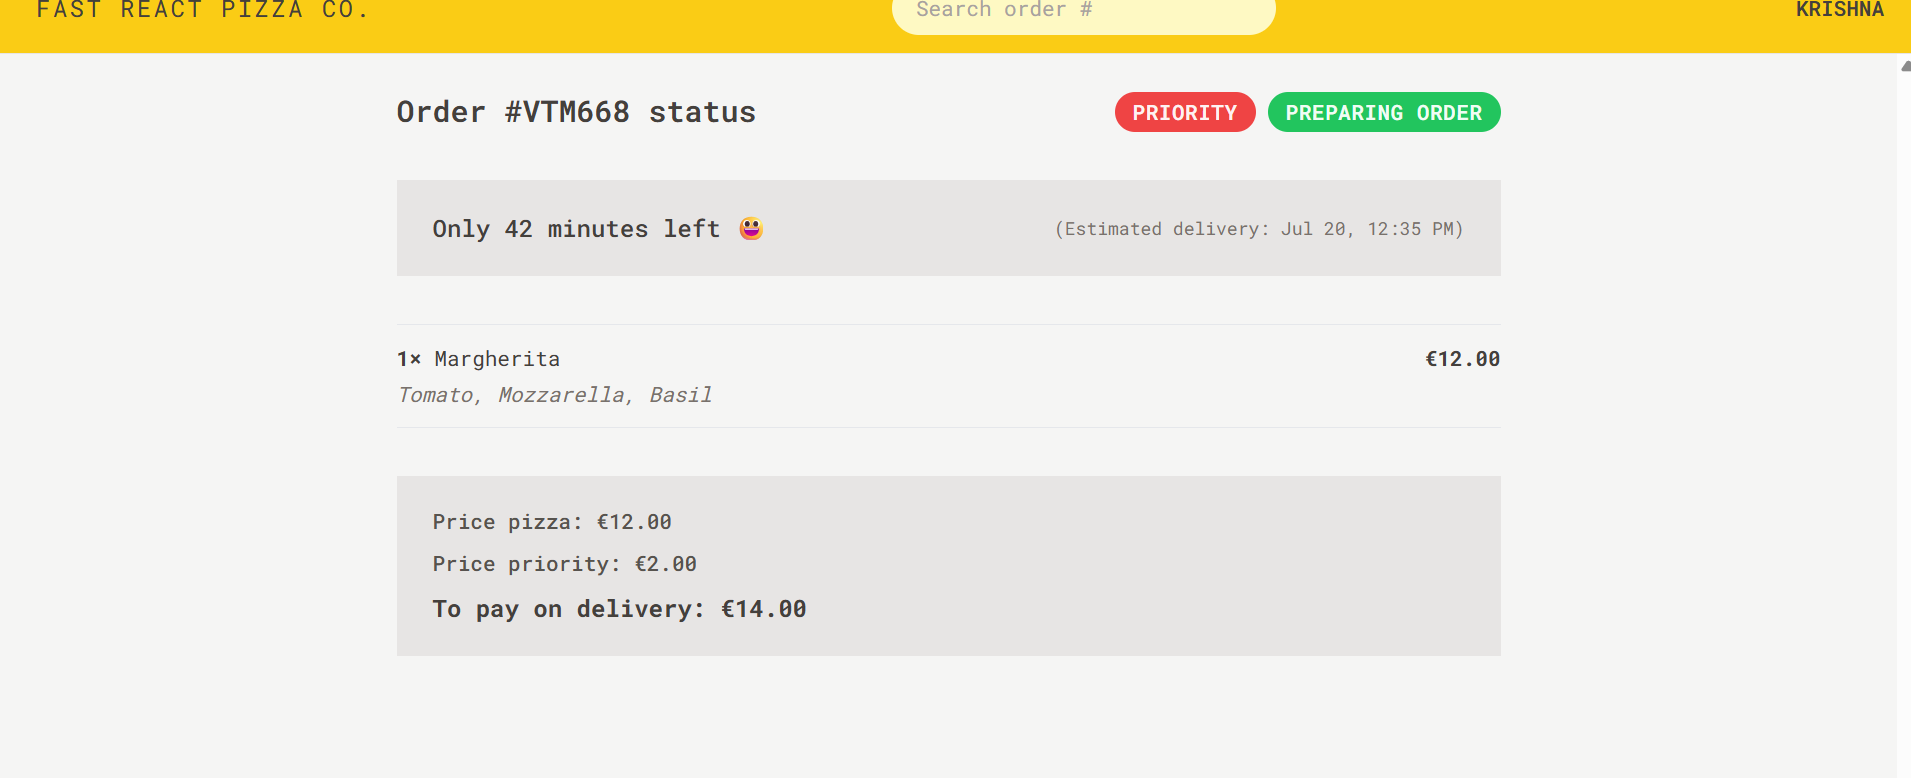 FAST REACT PIZZA CO.
Search order #
KRISHNA
Order #VTM668 status
PRIORITY
PREPARING ORDER
Only 42 minutes left 😀
(Estimated delivery: Jul 20, 12:35 PM)
1× Margherita
€12.00
Tomato, Mozzarella, Basil
Price pizza: €12.00
Price priority: €2.00
To pay on delivery: €14.00